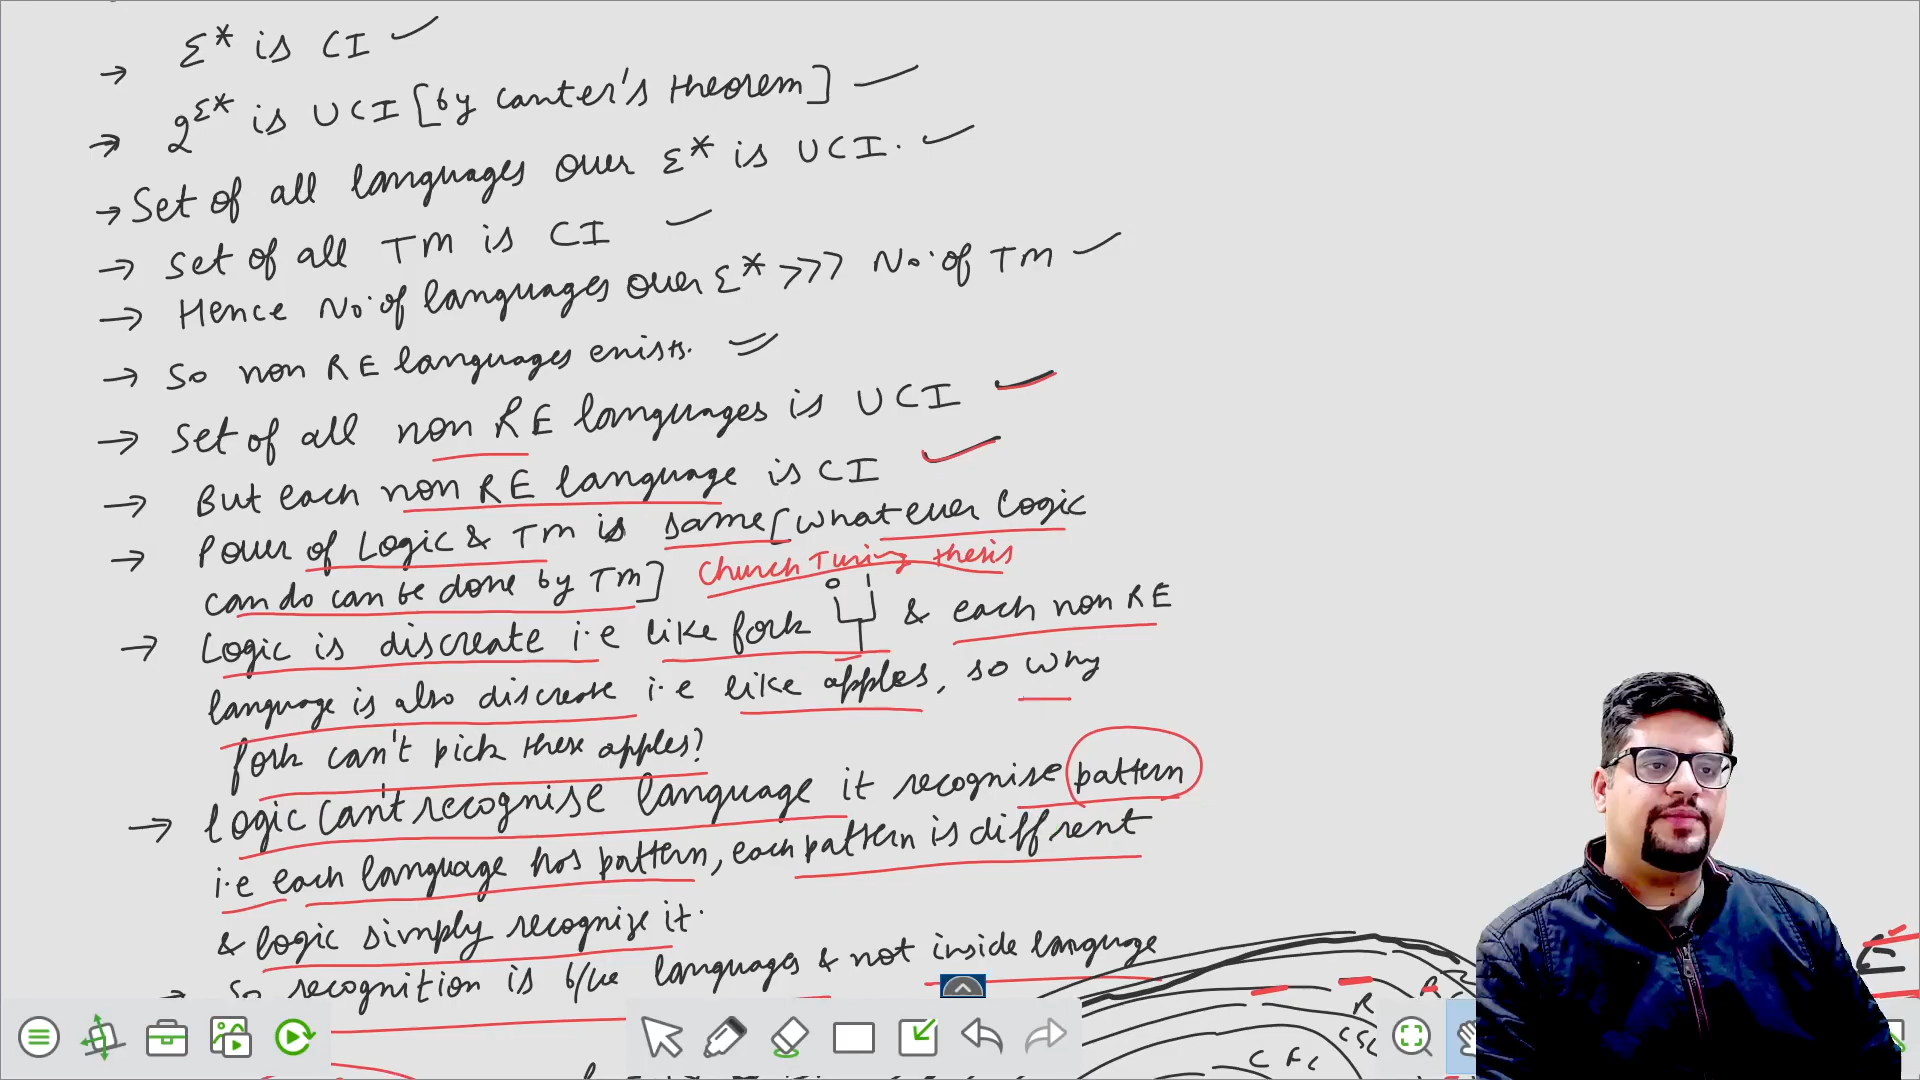 → Σ* is CI
→ 2^Σ* is UCI [by canter's theorem]
→ Set of all languages over Σ* is UCI.
→ Set of all TM is CI
→ Hence No. of languages over Σ* >>> No. of TM
→ So non RE languages exists.
→ Set of all non RE languages is UCI
→ But each non RE language is CI
→ Power of Logic & TM is same [whatever logic
can do can be done by TM] Church Turing thesis
0 1
→ Logic is discreate i.e like fork & each non RE
language is also discreate i.e like apples, so why
fork can't pick these apples?
→ Logic can't recognise language it recognise pattern
i.e each language has pattern, each pattern is diffrent
& logic simply recognize it.
→ So recognition is b/w languages & not inside language
R
CSL
CFL